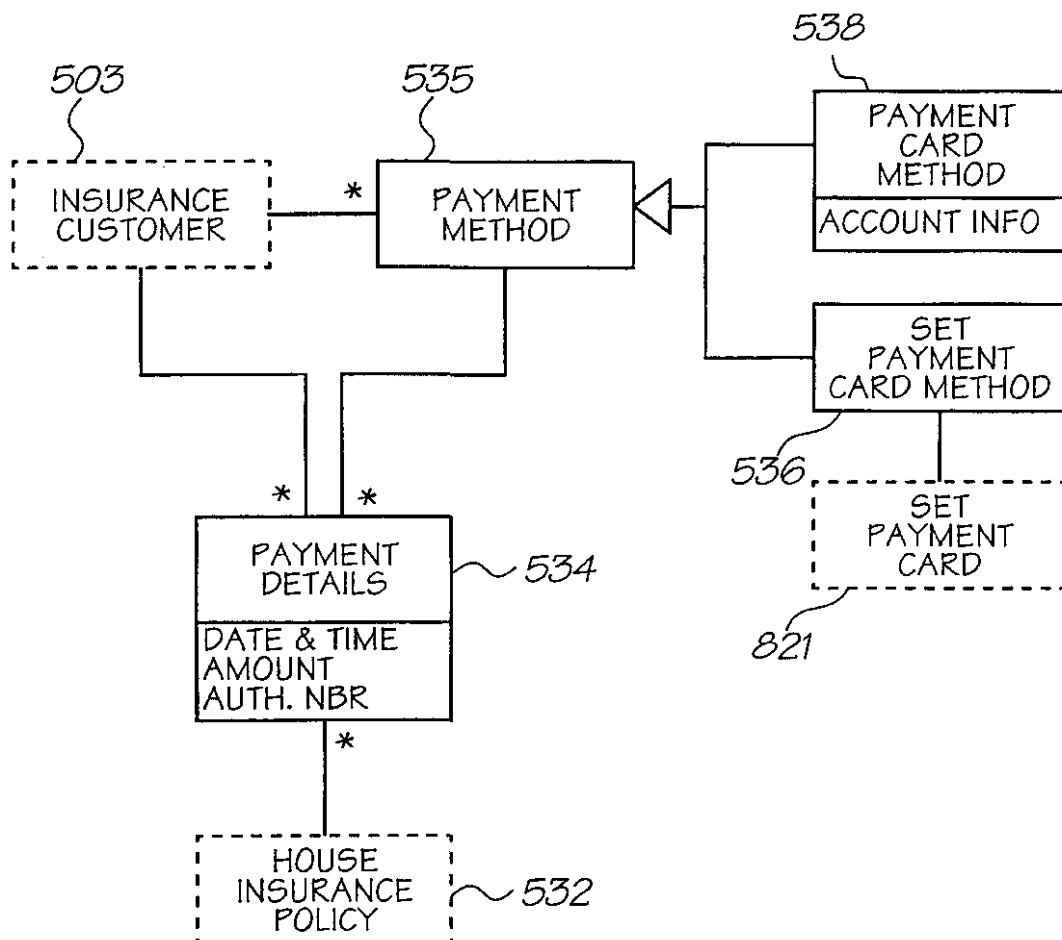 538
503
535
PAYMENT
CARD
METHOD
ACCOUNT INFO
INSURANCE
CUSTOMER
*
PAYMENT
METHOD
SET
PAYMENT
CARD METHOD
536
SET
PAYMENT
CARD
821
* *
PAYMENT
DETAILS
534
DATE & TIME
AMOUNT
AUTH. NBR
*
HOUSE
INSURANCE
POLICY
532